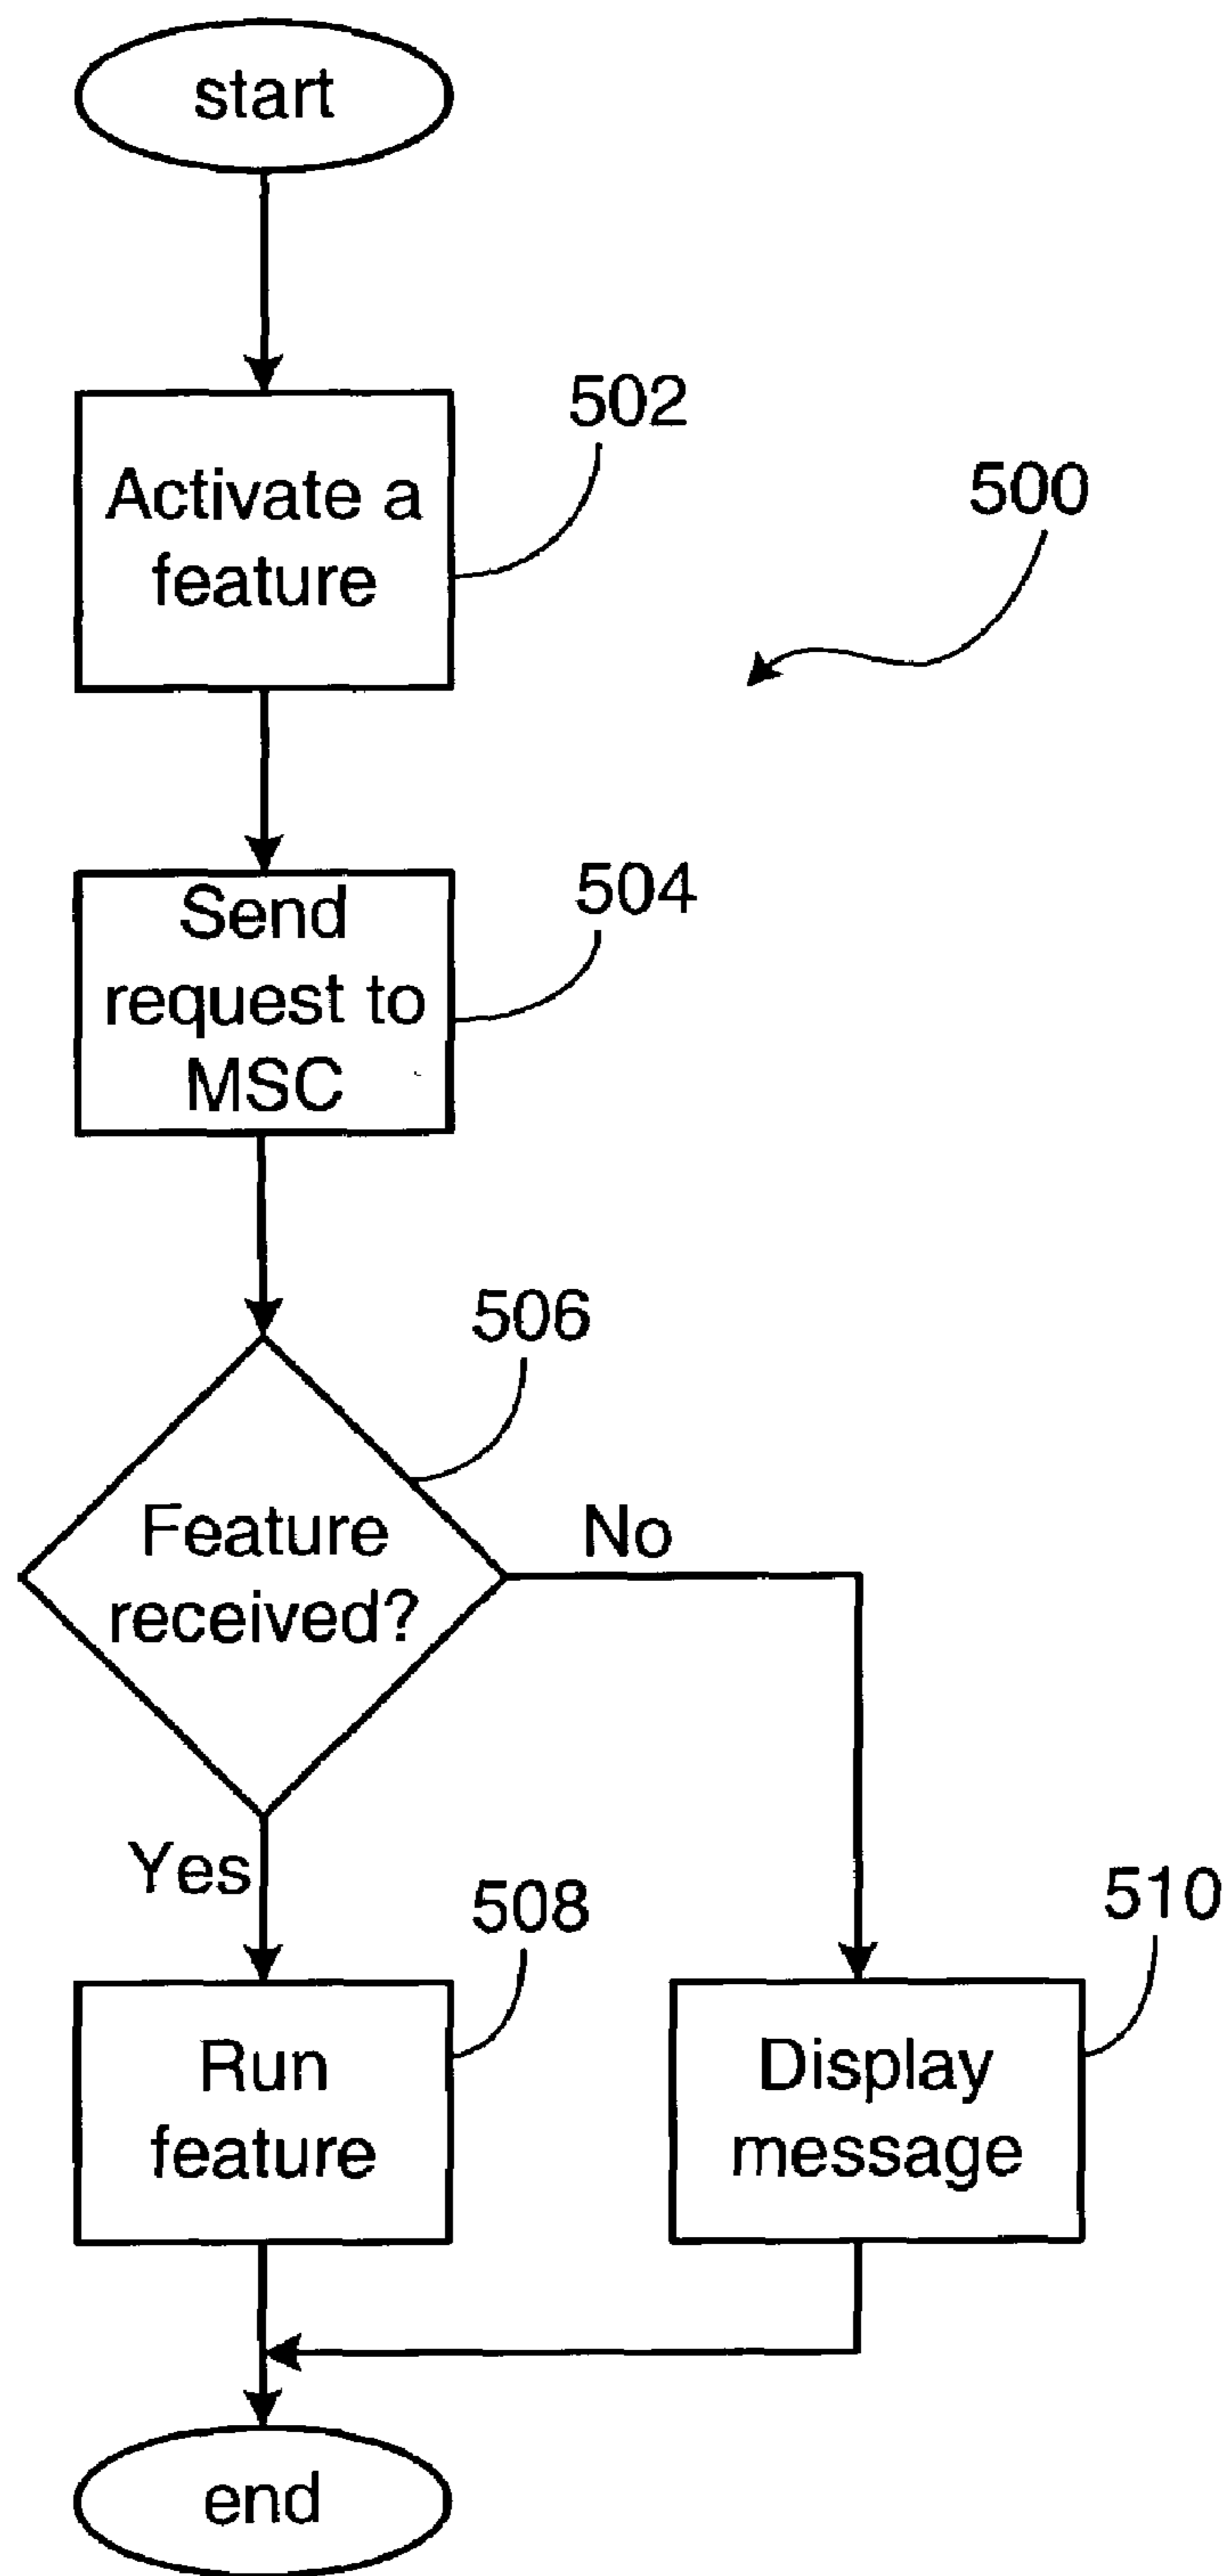 start
502
Activate a
feature
500
504
Send
request to
MSC
506
Feature
received?
No
Yes
508
Run
feature
510
Display
message
end